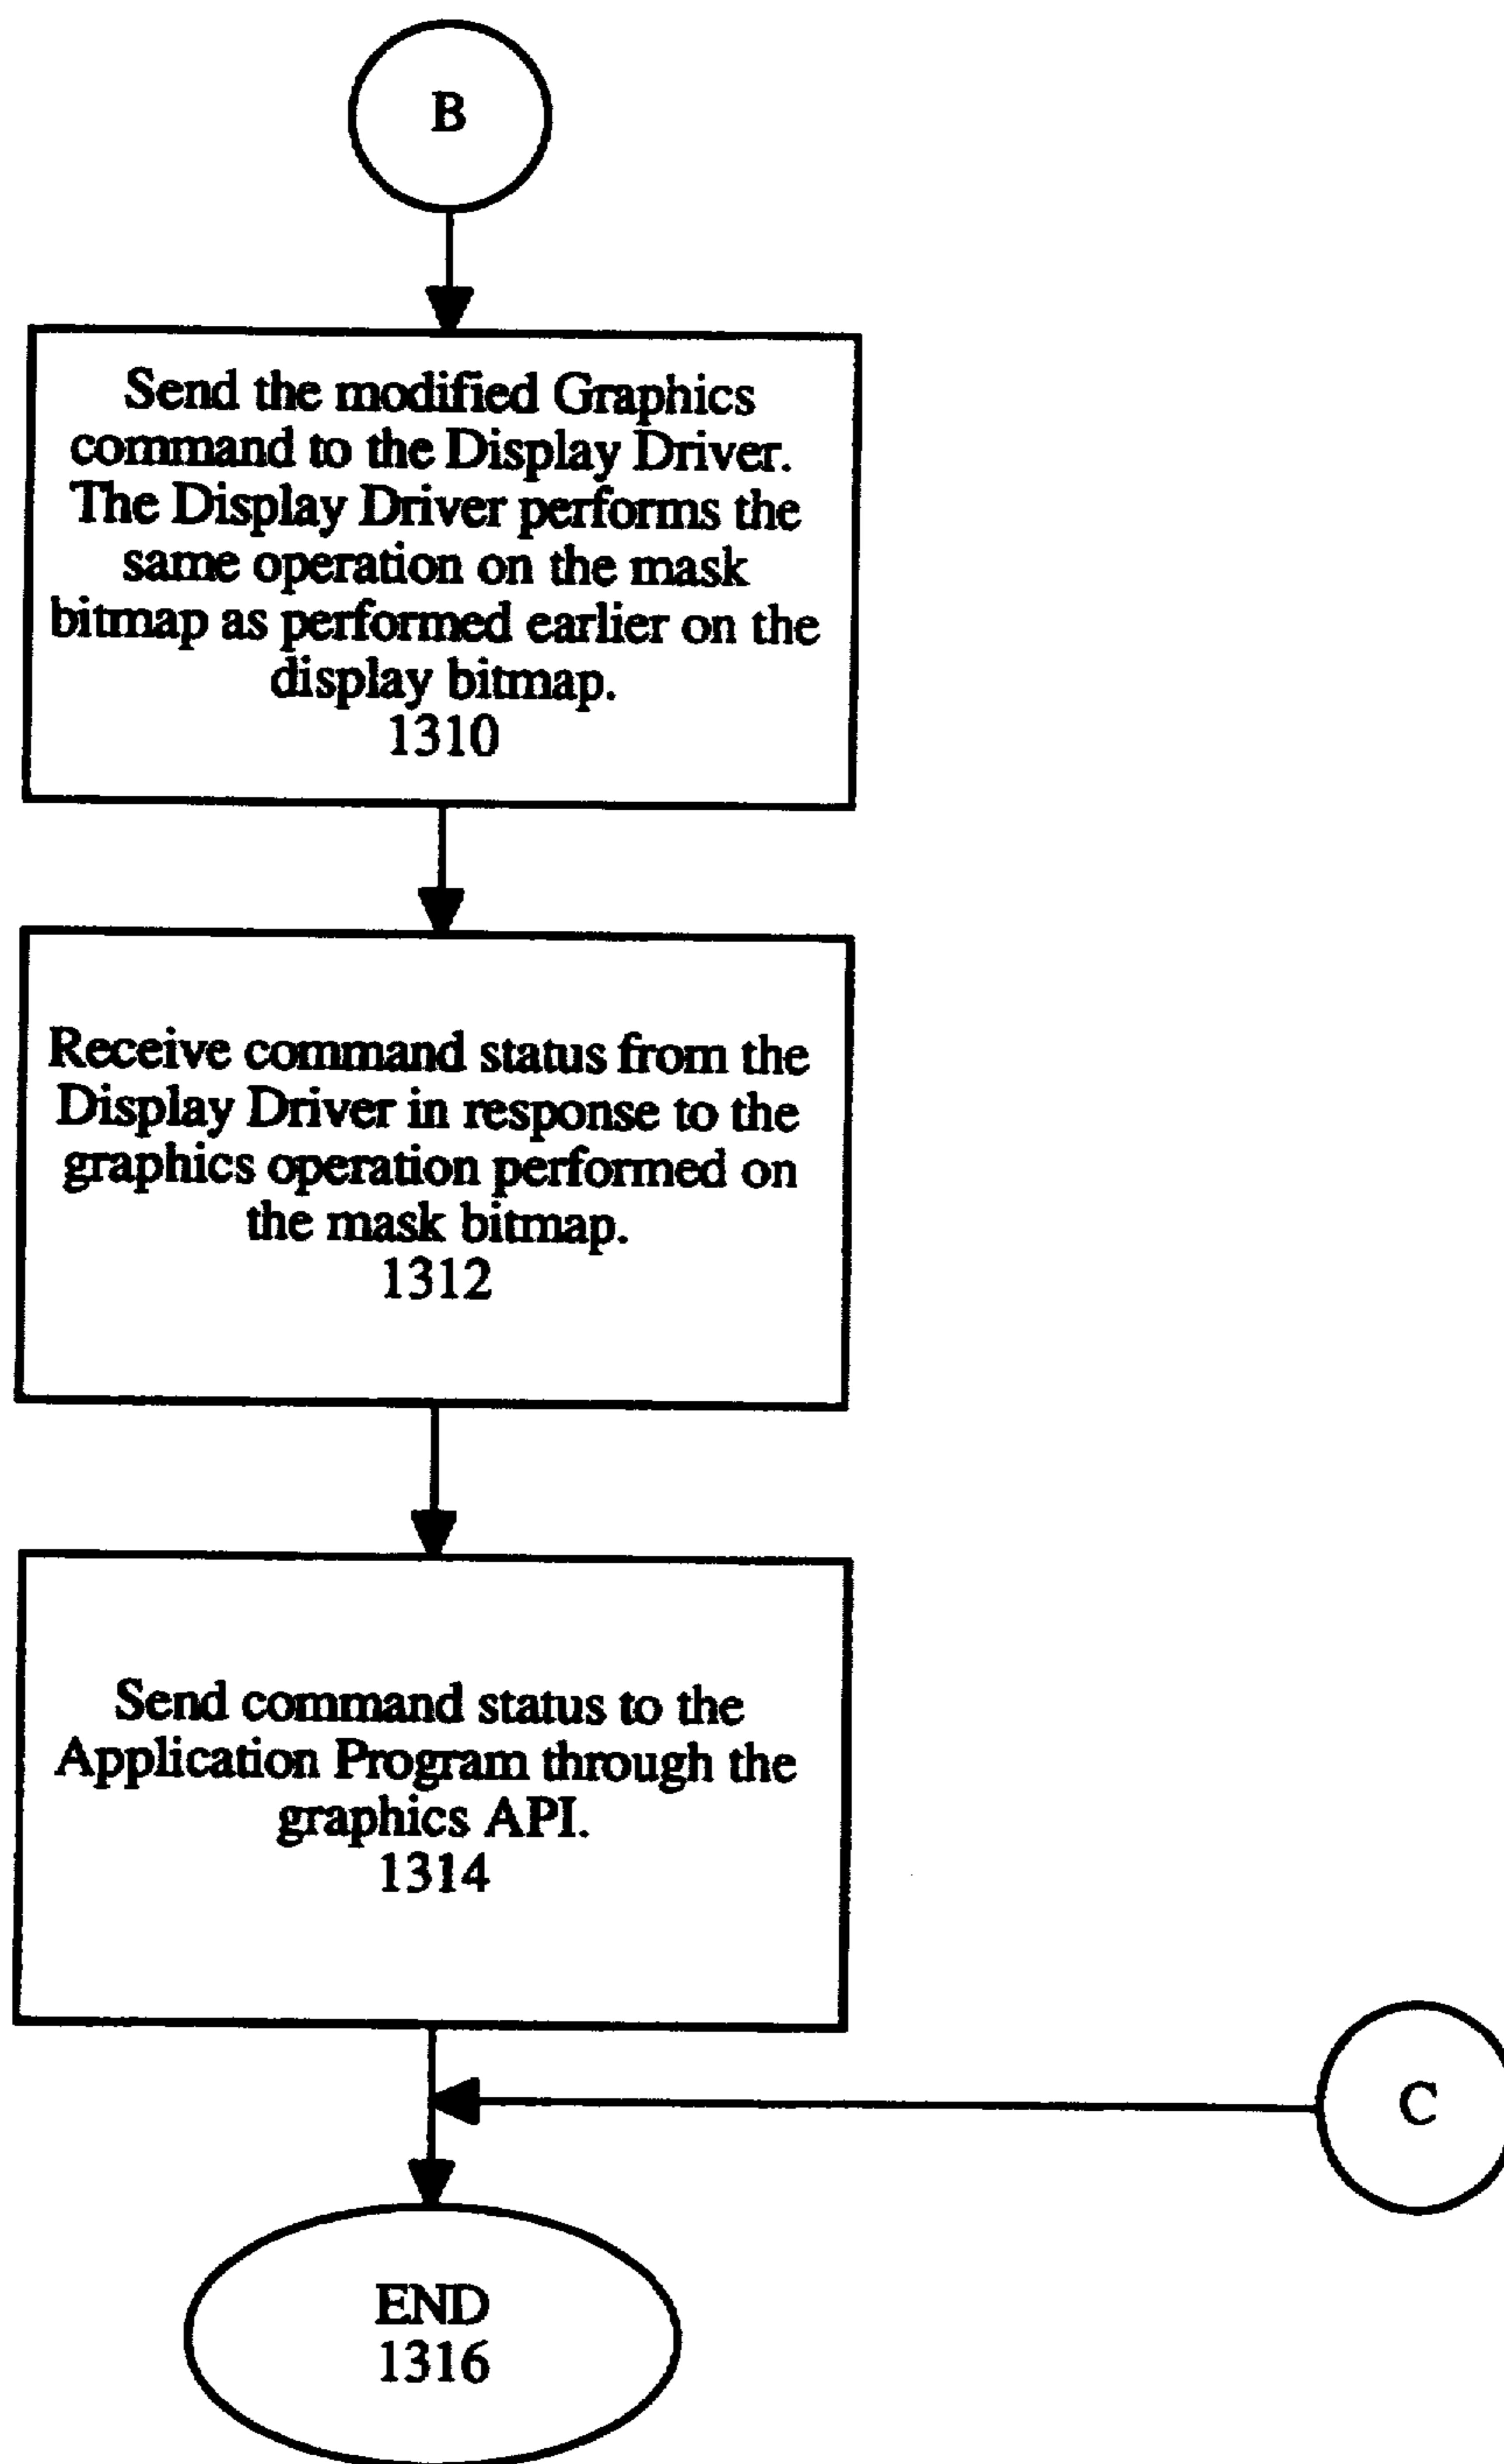 B
Send the modified Graphics
command to the Display Driver.
The Display Driver performs the
same operation on the mask
bitmap as performed earlier on the
display bitmap.
1310
Receive command status from the
Display Driver in response to the
graphics operation performed on
the mask bitmap.
1312
Send command status to the
Application Program through the
graphics API.
1314
C
END
1316